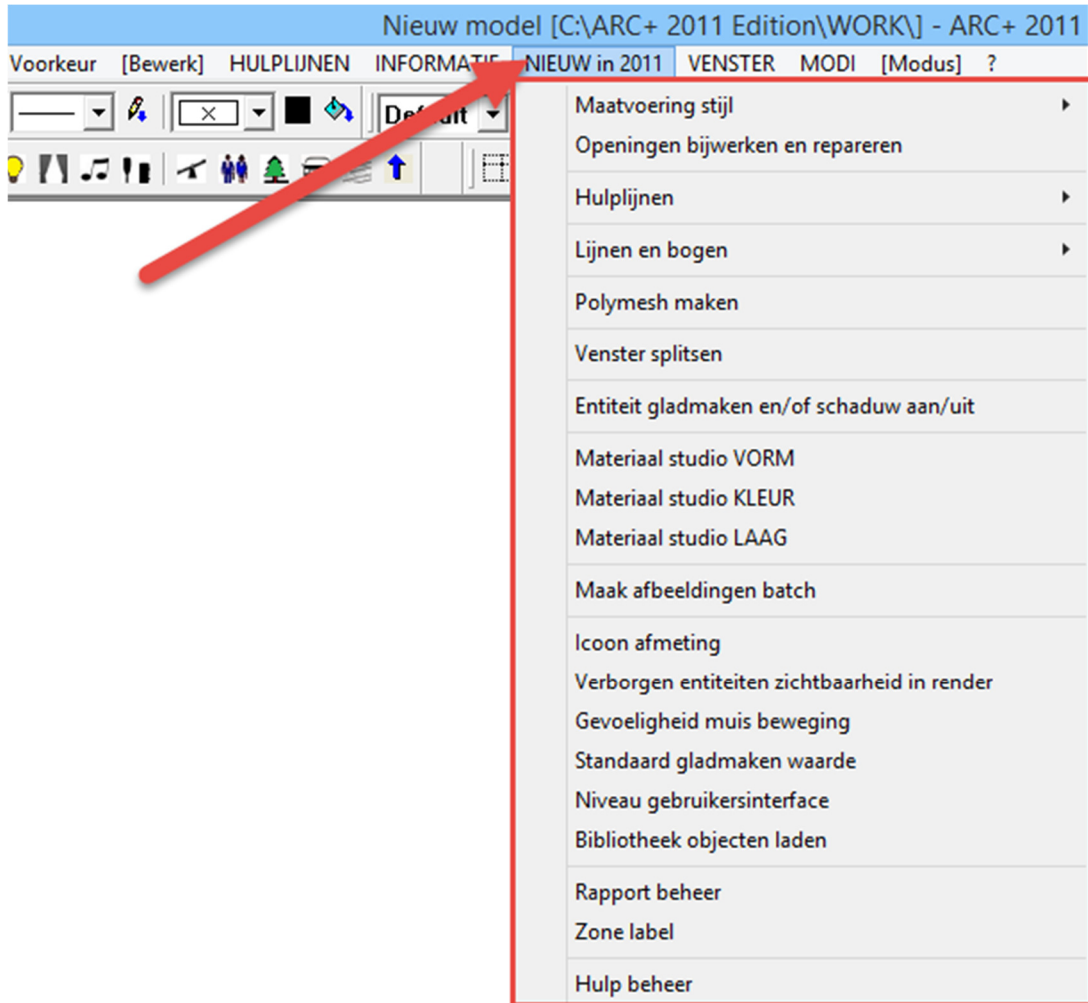 Nieuw model [C:\ARC+ 2011 Edition\WORK\] - ARC+ 2011
Voorkeur [Bewerk] HULPLIJNEN INFORMATIE NIEUW in 2011 VENSTER MODI [Modus] ?
Default
Maatvoering stijl
Openingen bijwerken en repareren
Hulplijnen
Lijnen en bogen
Polymesh maken
Venster splitsen
Entiteit gladmaken en/of schaduw aan/uit
Materiaal studio VORM
Materiaal studio KLEUR
Materiaal studio LAAG
Maak afbeeldingen batch
Icoon afmeting
Verborgen entiteiten zichtbaarheid in render
Gevoeligheid muis beweging
Standaard gladmaken waarde
Niveau gebruikersinterface
Bibliotheek objecten laden
Rapport beheer
Zone label
Hulp beheer